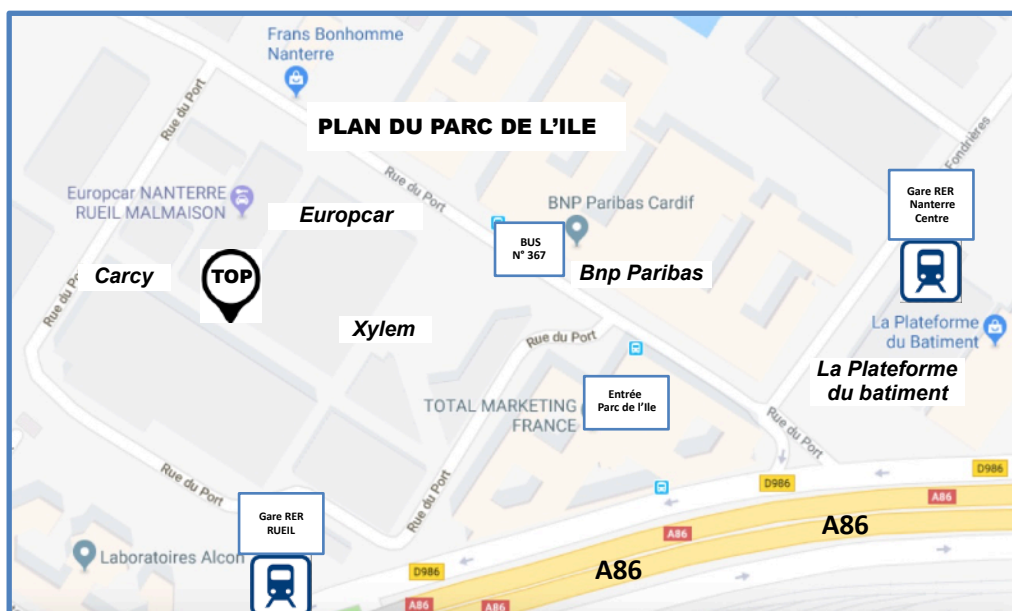 Frans Bonhomme
Nanterre
Rue du Port
PLAN DU PARC DE L'ILE
Fondrières
Rue du Port
Europcar NANTERRE
RUEIL MALMAISON
Europcar
BNP Paribas Cardif
Gare RER
Nanterre
Centre
BUS
N° 367
Carcy
TOP
Bnp Paribas
Rue du Po
Xylem
Rue du Port
La Plateforme
du Batiment
La Plateforme
du batiment
Entrée
Parc de l'Ile
TOTAL MARKETING
FRANCE
Rue du Port
Rue du Port
Rue du Port
D986
D986
A86
A86
A86
Gare RER
RUEIL
Laboratoires Alcon
D986
A86
A86
A86